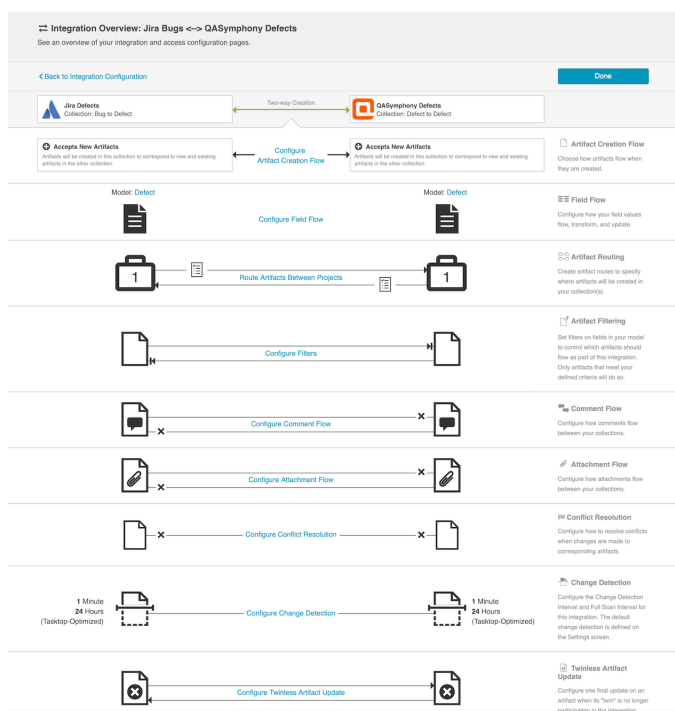 Integration Overview: Jira Bugs <--> QASymphony Defects
See an overview of your integration and access configuration pages.
Back to Integration Configuration
Done
Jira Defects
Collection: Bug to Defect
Two-way Creation
QASymphony Defects
Collection: Defect to Defect
Accepts New Artifacts
Artifacts will be created in this collection to correspond to new and existing
artifacts in the other collection.
Configure
Artifact Creation Flow
Accepts New Artifacts
Artifacts will be created in this collection to correspond to new and existing
artifacts in the other collection.
Artifact Creation Flow
Choose how artifacts flow when
they are created.
Model: Defect
Configure Field Flow
Model: Defect
Field Flow
Configure how your field values
flow, transform, and update.
1
Route Artifacts Between Projects
1
Artifact Routing
Create artifact routes to specify
where artifacts will be created in
your collection(s).
Configure Filters
Artifact Filtering
Set filters on fields in your model
to control which artifacts should
flow as part of this integration.
Only artifacts that meet your
defined criteria will do so.
Configure Comment Flow
Comment Flow
Configure how comments flow
between your collections.
Configure Attachment Flow
Attachment Flow
Configure how attachments flow
between your collections.
Configure Conflict Resolution
Conflict Resolution
Configure how to resolve conflicts
when changes are made to
corresponding artifacts.
1 Minute
24 Hours
(Tasktop-Optimized)
Configure Change Detection
1 Minute
24 Hours
(Tasktop-Optimized)
Change Detection
Configure the Change Detection
Interval and Full Scan Interval for
this integration. The default
change detection is defined on
the Settings screen.
Configure Twinless Artifact Update
Twinless Artifact
Update
Configure one final update on an
artifact when its "twin" is no longer
participating in the integration